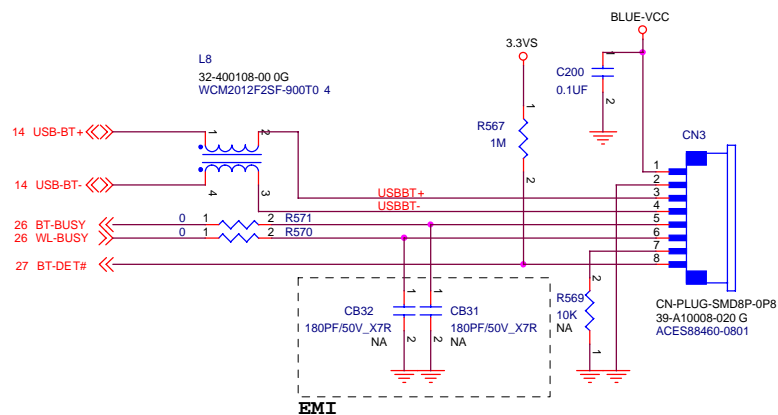 BLUE-VCC
3.3VS
L8
32-400108-00 0G
WCM2012F2SF-900T0 4
C200
0.1UF
1
2
1
R567
1M
2
CN3
14 USB-BT+
1
2
14 USB-BT-
4
3
USBBT+
USBBT-
26 BT-BUSY
0
1
2
R571
26 WL-BUSY
0
1
2
R570
27 BT-DET#
1
2
3
4
5
6
7
8
1
CB32
180PF/50V_X7R
NA
2
1
CB31
180PF/50V_X7R
NA
2
2
R569
10K
NA
1
CN-PLUG-SMD8P-0P8
39-A10008-020 G
ACES88460-0801
EMI